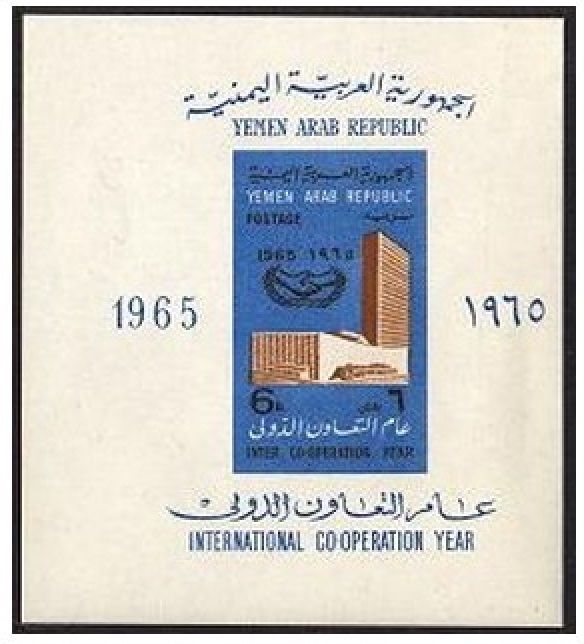 الجمهورية العربية اليمنية
YEMEN ARAB REPUBLIC
الجمهورية العربية اليمنية
YEMEN ARAB REPUBLIC
POSTAGE بريد
1965 ١٩٦٥
1965 ١٩٦٥
6 ٦
عام التعاون الدولي
INTER. CO-OPERATION YEAR
عام التعاون الدولي
INTERNATIONAL CO-OPERATION YEAR